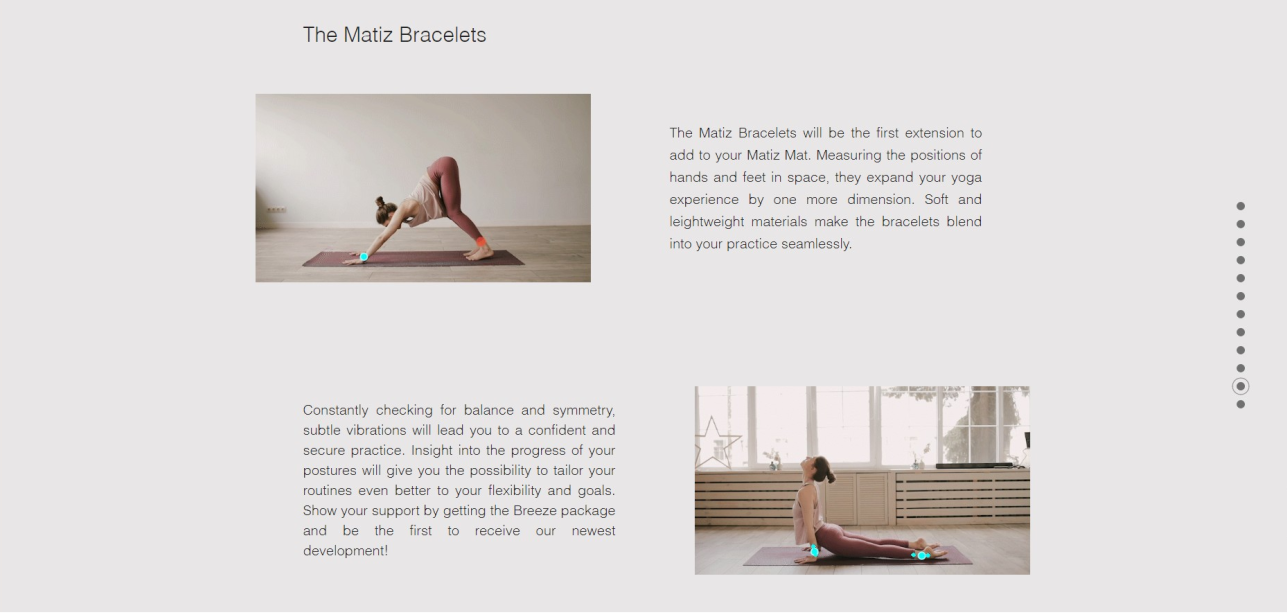 The Matiz Bracelets
The Matiz Bracelets will be the first extension to
add to your Matiz Mat. Measuring the positions of
hands and feet in space, they expand your yoga
experience by one more dimension. Soft and
leightweight materials make the bracelets blend
into your practice seamlessly.
Constantly checking for balance and symmetry,
subtle vibrations will lead you to a confident and
secure practice. Insight into the progress of your
postures will give you the possibility to tailor your
routines even better to your flexibility and goals.
Show your support by getting the Breeze package
and be the first to receive our newest
development!